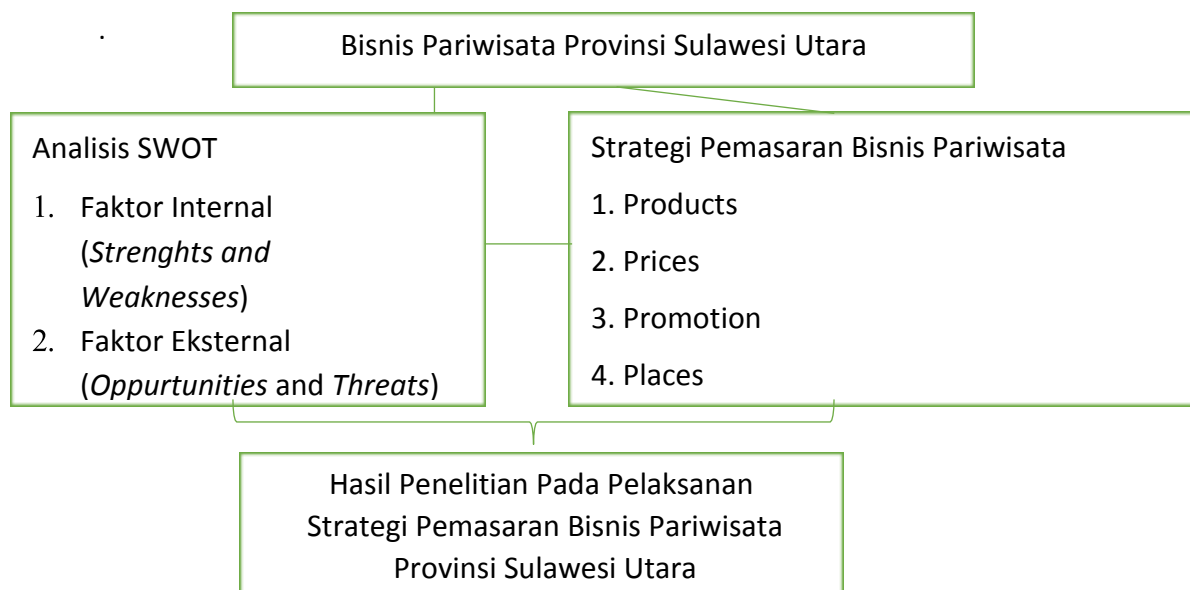 .
Bisnis Pariwisata Provinsi Sulawesi Utara
Analisis SWOT
1. Faktor Internal
(Strenghts and
Weaknesses)
2. Faktor Eksternal
(Oppurtunities and Threats)
Strategi Pemasaran Bisnis Pariwisata
1. Products
2. Prices
3. Promotion
4. Places
Hasil Penelitian Pada Pelaksanan
Strategi Pemasaran Bisnis Pariwisata
Provinsi Sulawesi Utara